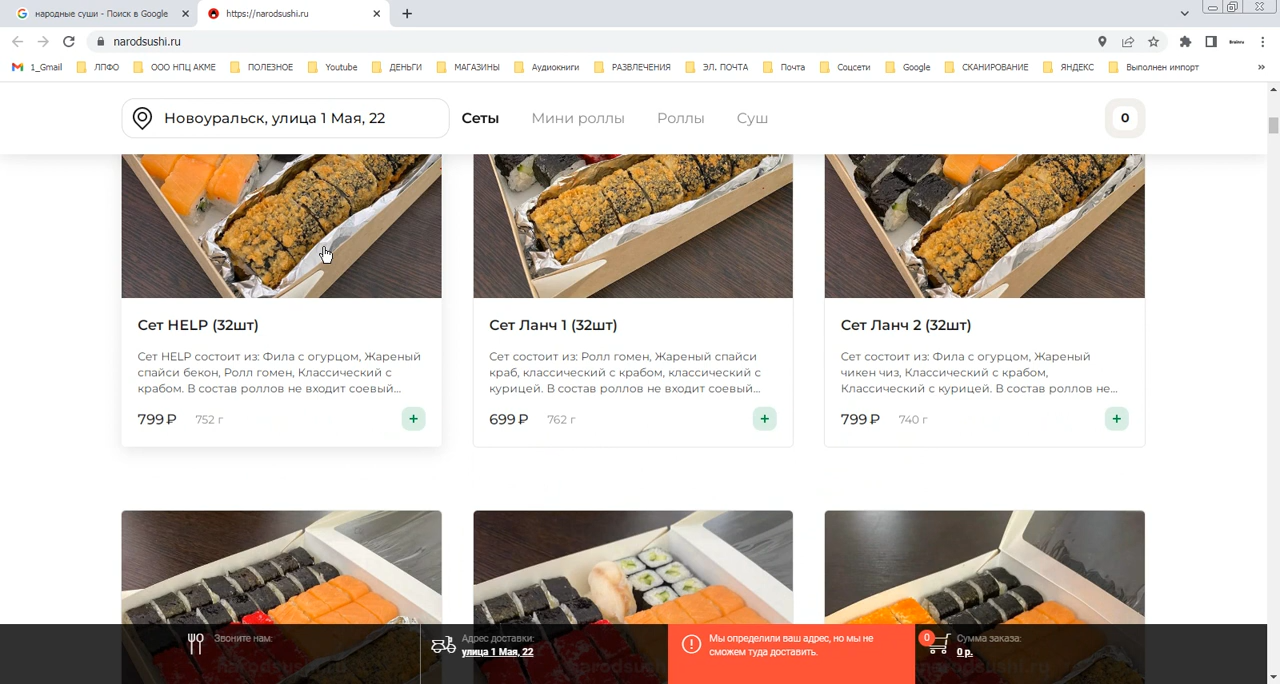 народные суши - Поиск в Google
https://narodsushi.ru
narodsushi.ru
1_Gmail ЛПФО ООО НПЦ АКМЕ ПОЛЕЗНОЕ Youtube ДЕНЬГИ МАГАЗИНЫ Аудиокниги РАЗВЛЕЧЕНИЯ ЭЛ. ПОЧТА Почта Соцсети Google СКАНИРОВАНИЕ ЯНДЕКС Выполнен импорт »
Новоуральск, улица 1 Мая, 22 Сеты Мини роллы Роллы Суш 0
Сет HELP (32шт)
Сет HELP состоит из: Фила с огурцом, Жареный
спайси бекон, Ролл гомен, Классический с
крабом. В состав роллов не входит соевый...
799 ₽ 752 г +
Сет Ланч 1 (32шт)
Сет состоит из: Ролл гомен, Жареный спайси
краб, классический с крабом, классический с
курицей. В состав роллов не входит соевый...
699 ₽ 762 г +
Сет Ланч 2 (32шт)
Сет состоит из: Фила с огурцом, Жареный
чикен чиз, Классический с крабом,
Классический с курицей. В состав роллов не...
799 ₽ 740 г +
Звоните нам:
Адрес доставки:
улица 1 Мая, 22
Мы определили ваш адрес, но мы не
сможем туда доставить.
0
Сумма заказа:
0 р.